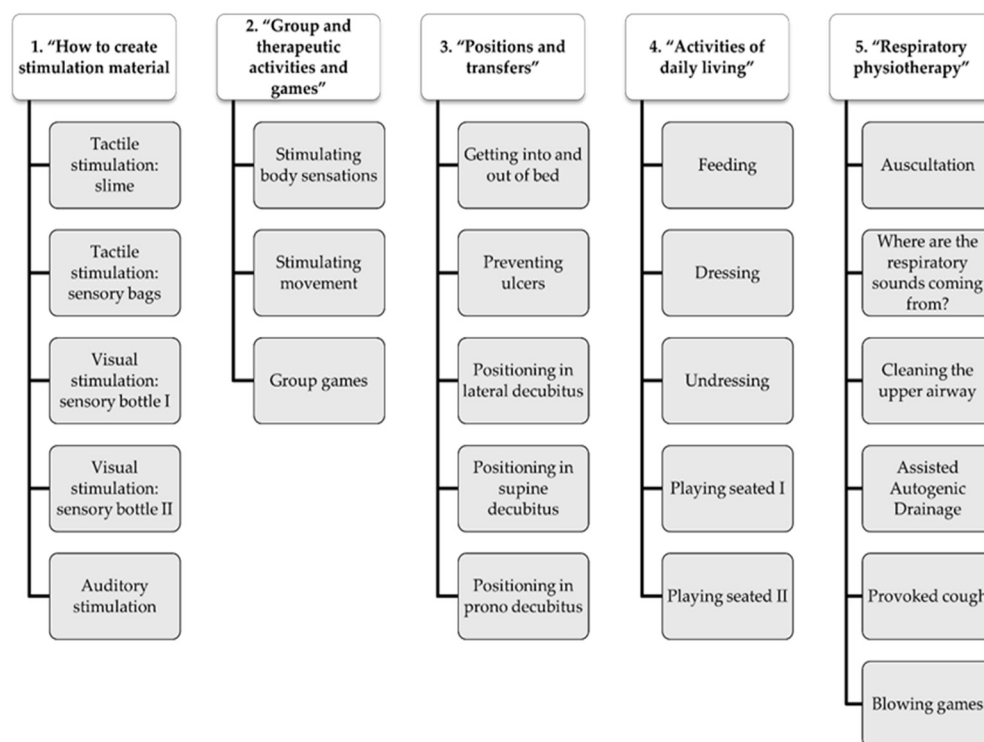 1. “How to create
stimulation material
Tactile
stimulation:
slime
Tactile
stimulation:
sensory bags
Visual
stimulation:
sensory bottle I
Visual
stimulation:
sensory bottle II
Auditory
stimulation
2. “Group and
therapeutic
activities and
games”
Stimulating
body sensations
Stimulating
movement
Group games
3. “Positions and
transfers”
Getting into and
out of bed
Preventing
ulcers
Positioning in
lateral decubitus
Positioning in
supine
decubitus
Positioning in
prono decubitus
4. “Activities of
daily living”
Feeding
Dressing
Undressing
Playing seated I
Playing seated II
5. “Respiratory
physiotherapy”
Auscultation
Where are the
respiratory
sounds coming
from?
Cleaning the
upper airway
Assisted
Autogenic
Drainage
Provoked cough
Blowing games